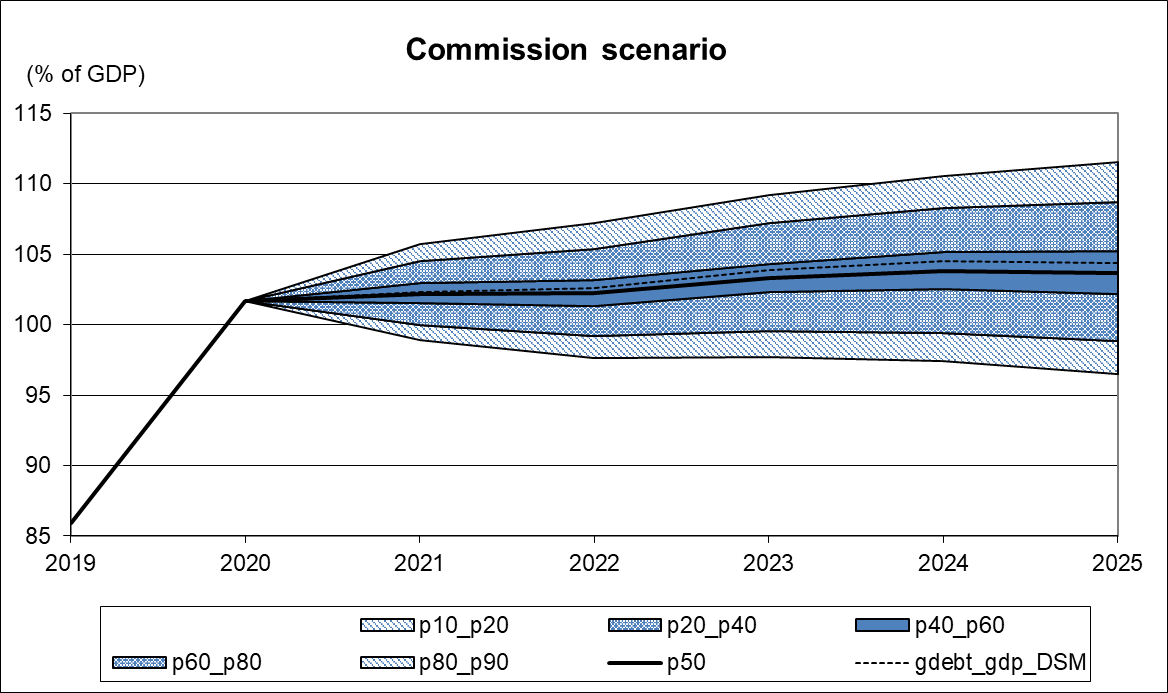 Commission scenario
(% of GDP)
115
110
105
100
95
90
85
2019 2020 2021 2022 2023 2024 2025
p10_p20 p20_p40 p40_p60
p60_p80 p80_p90 p50 gdebt_gdp_DSM